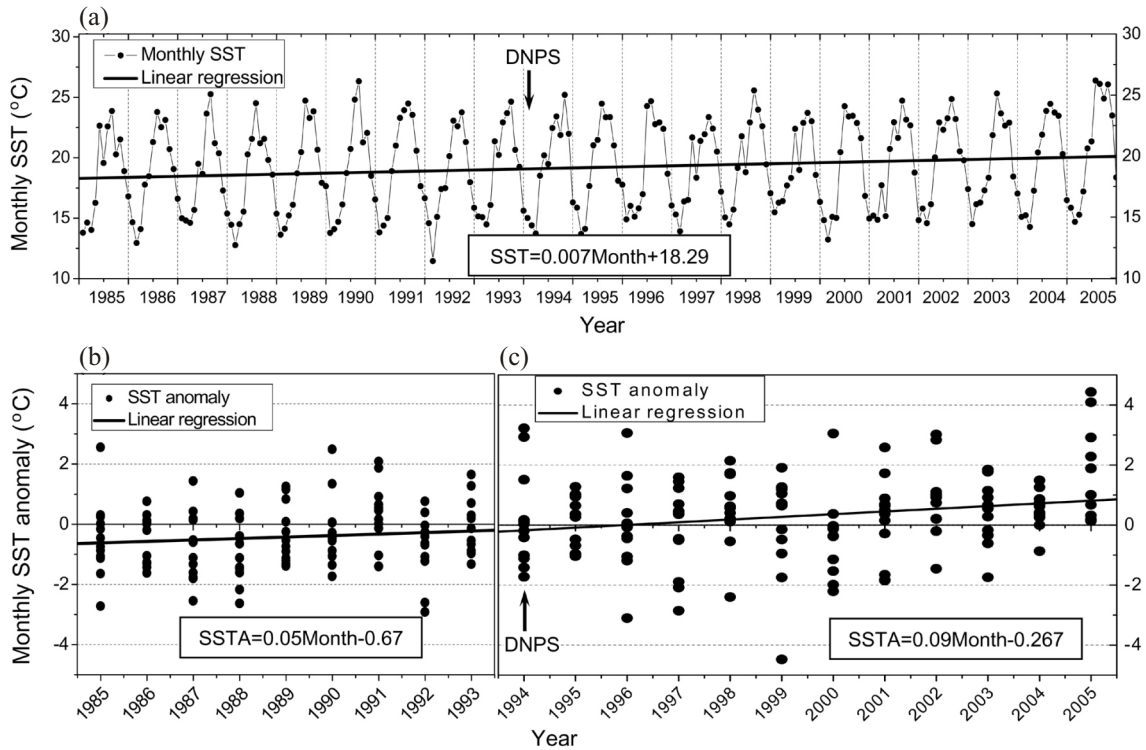 (a)
30
25
20
15
10
Monthly SST (°C)
Monthly SST
Linear regression
DNPS
30
25
20
15
10
SST=0.007Month+18.29
1985 1986 1987 1988 1989 1990 1991 1992 1993 1994 1995 1996 1997 1998 1999 2000 2001 2002 2003 2004 2005
Year
(b)
4
2
0
-2
-4
Monthly SST anomaly (°C)
SST anomaly
Linear regression
SSTA=0.05Month-0.67
1985 1986 1987 1988 1989 1990 1991 1992 1993
(c)
SST anomaly
Linear regression
4
2
0
-2
-4
DNPS
SSTA=0.09Month-0.267
1994 1995 1996 1997 1998 1999 2000 2001 2002 2003 2004 2005
Year